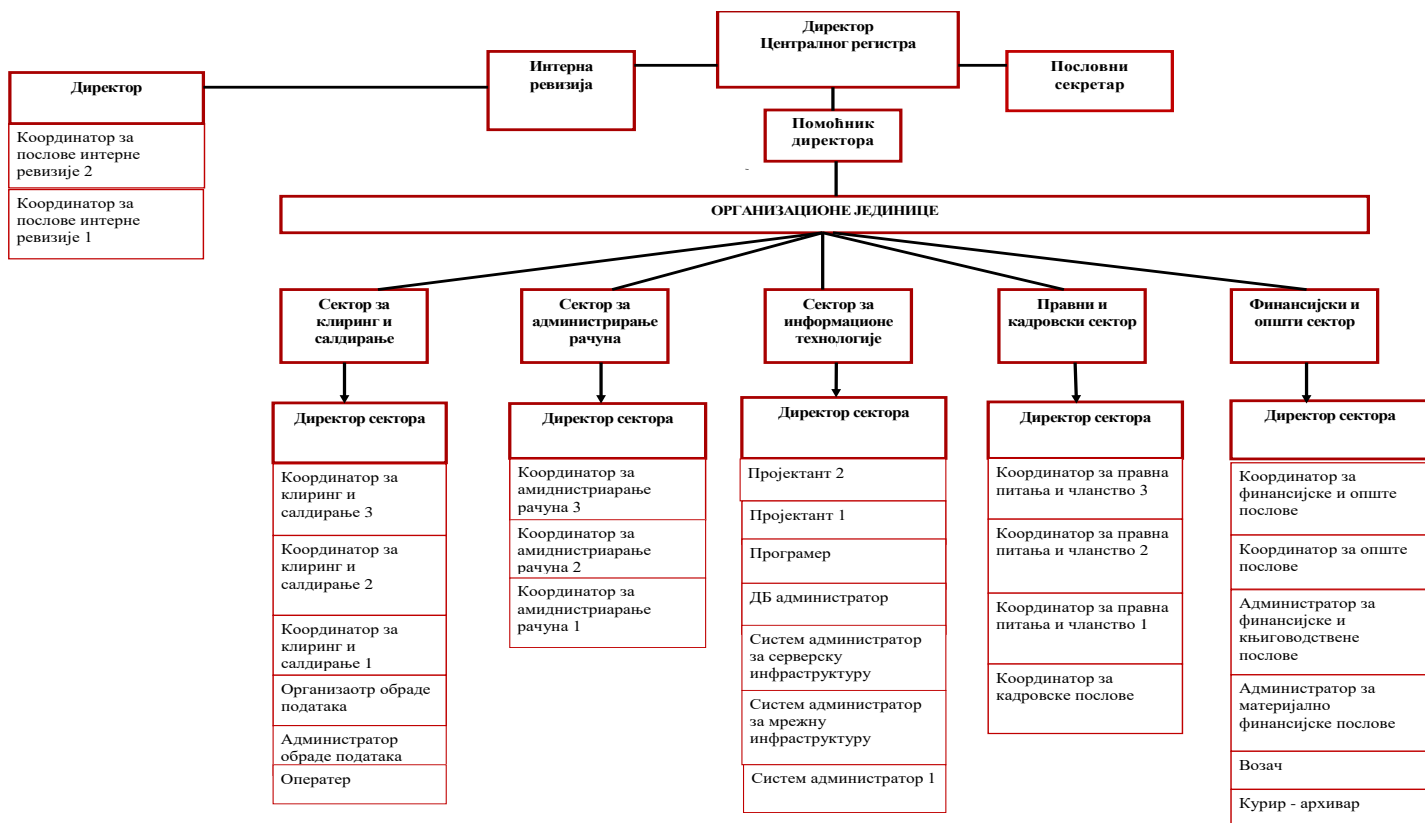 Директор
Централног регистра
Интерна
ревизија
Пословни
секретар
Директор
Координатор за
послове интерне
ревизије 2
Координатор за
послове интерне
ревизије 1
Помоћник
директора
ОРГАНИЗАЦИОНЕ ЈЕДИНИЦЕ
Сектор за
клиринг и
салдирање
Директор сектора
Координатор за
клиринг и
салдирање 3
Координатор за
клиринг и
салдирање 2
Координатор за
клиринг и
салдирање 1
Организаотр обраде
података
Администратор
обраде података
Оператер
Сектор за
администрирање
рачуна
Директор сектора
Координатор за
амиднистриарање
рачуна 3
Координатор за
амиднистриарање
рачуна 2
Координатор за
амиднистриарање
рачуна 1
Сектор за
информационе
технологије
Директор сектора
Пројектант 2
Пројектант 1
Програмер
ДБ администратор
Систем администратор
за серверску
инфраструктуру
Систем администратор
за мрежну
инфраструктуру
Систем администратор 1
Правни и
кадровски сектор
Директор сектора
Координатор за правна
питања и чланство 3
Координатор за правна
питања и чланство 2
Координатор за правна
питања и чланство 1
Координатор за
кадровске послове
Финансијски и
општи сектор
Директор сектора
Координатор за
финансијске и опште
послове
Координатор за опште
послове
Администратор за
финансијске и
књиговодствене
послове
Администратор за
материјално
финансијске послове
Возач
Курир - архивар